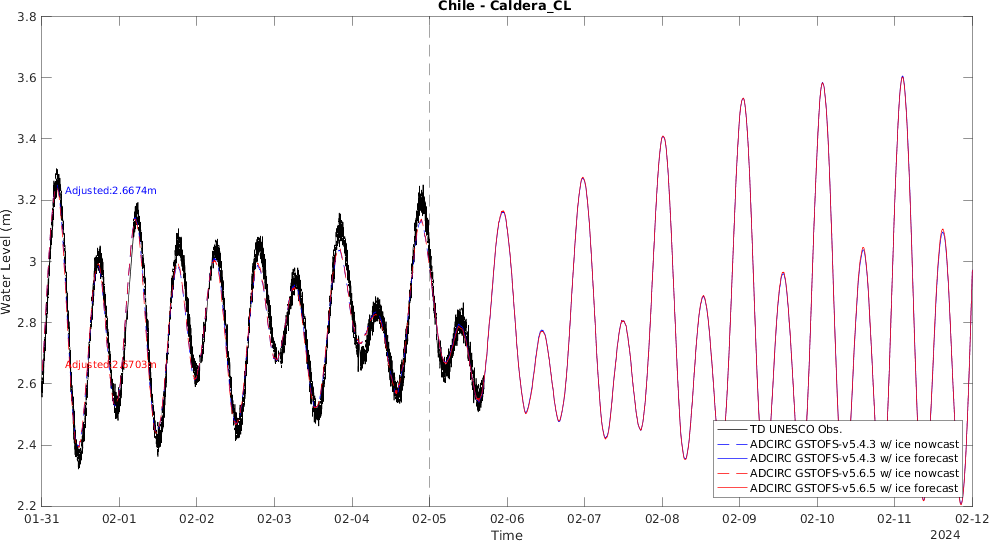 Chile - Caldera_CL
3.8
3.6
3.4
3.2
3
2.8
2.6
2.4
2.2
Water Level (m)
Adjusted:2.6674m
Adjusted:2.6703m
TD UNESCO Obs.
ADCIRC GSTOFS-v5.4.3 w/ ice nowcast
ADCIRC GSTOFS-v5.4.3 w/ ice forecast
ADCIRC GSTOFS-v5.6.5 w/ ice nowcast
ADCIRC GSTOFS-v5.6.5 w/ ice forecast
01-31 02-01 02-02 02-03 02-04 02-05 02-06 02-07 02-08 02-09 02-10 02-11 02-12
Time
2024